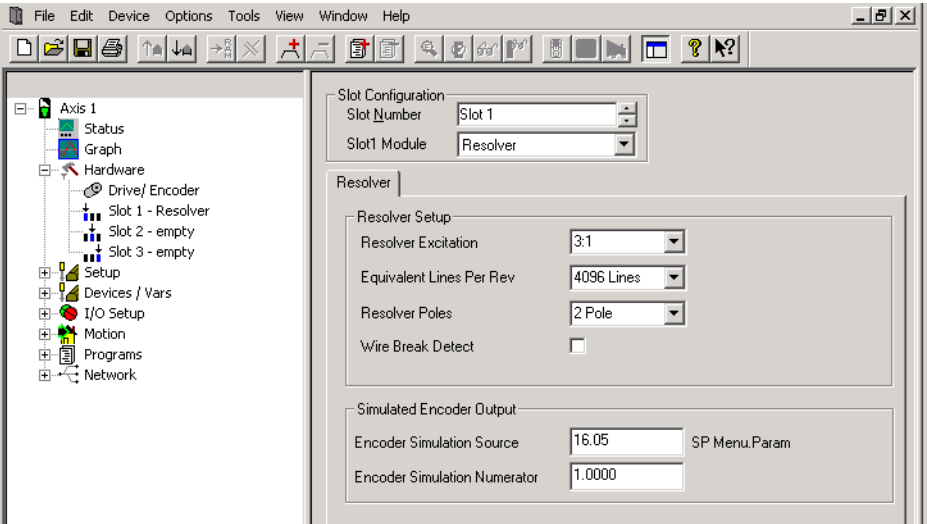 File Edit Device Options Tools View Window Help
Axis 1
Status
Graph
Hardware
Drive/ Encoder
Slot 1 - Resolver
Slot 2 - empty
Slot 3 - empty
Setup
Devices / Vars
I/O Setup
Motion
Programs
Network
Slot Configuration
Slot Number Slot 1
Slot1 Module Resolver
Resolver
Resolver Setup
Resolver Excitation 3:1
Equivalent Lines Per Rev 4096 Lines
Resolver Poles 2 Pole
Wire Break Detect
Simulated Encoder Output
Encoder Simulation Source 16.05 SP Menu.Param
Encoder Simulation Numerator 1.0000